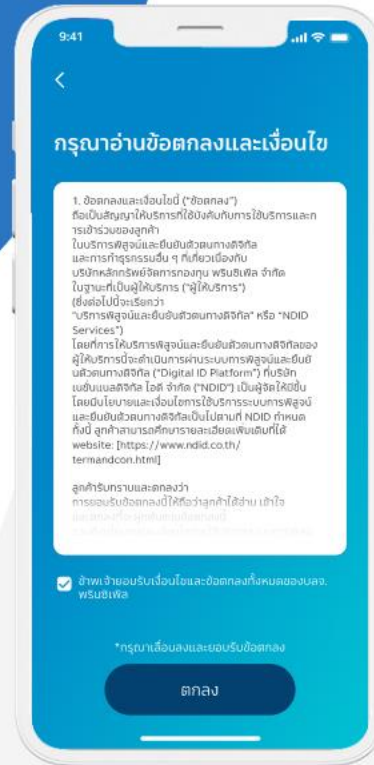 9:41
กรุณาอ่านข้อตกลงและเงื่อนไข
1. ข้อตกลงและเงื่อนไขนี้ (“ข้อตกลง”)
ถือเป็นสัญญาให้บริการที่ใช้บังคับกับการใช้บริการและก
ารเข้าร่วมของลูกค้า
ในบริการพิสูจน์และยืนยันตัวตนทางดิจิทัล
และการทำธุรกรรมอื่น ๆ ที่เกี่ยวเนื่องกับ
บริษัทหลักทรัพย์จัดการกองทุน พรินซิเพิล จำกัด
ในฐานะที่เป็นผู้ให้บริการ (“ผู้ให้บริการ”)
(ซึ่งต่อไปนี้จะเรียกว่า
“บริการพิสูจน์และยืนยันตัวตนทางดิจิทัล” หรือ “NDID
Services”)
โดยที่การให้บริการพิสูจน์และยืนยันตัวตนทางดิจิทัลของ
ผู้ให้บริการนี้จะดำเนินการผ่านระบบการพิสูจน์และยืนยั
นตัวตนทางดิจิทัล (“Digital ID Platform”) ที่บริษัท
เนชั่นแนลดิจิทัล ไอดี จำกัด (“NDID”) เป็นผู้จัดให้มีขึ้น
โดยมีนโยบายและเงื่อนไขการใช้บริการระบบการพิสูจน์
และยืนยันตัวตนทางดิจิทัลเป็นไปตามที่ NDID กำหนด
ทั้งนี้ ลูกค้าสามารถศึกษารายละเอียดเพิ่มเติมที่ได้
website: [https://www.ndid.co.th/
termandcon.html]
ลูกค้ารับทราบและตกลงว่า
การยอมรับข้อตกลงนี้ให้ถือว่าลูกค้าได้อ่าน เข้าใจ
และตกลงที่จะผูกพันตามข้อตกลงนี้
ข้าพเจ้ายอมรับเงื่อนไขและข้อตกลงทั้งหมดของบลจ.
พรินซิเพิล
*กรุณาเลื่อนลงและยอมรับข้อตกลง
ตกลง